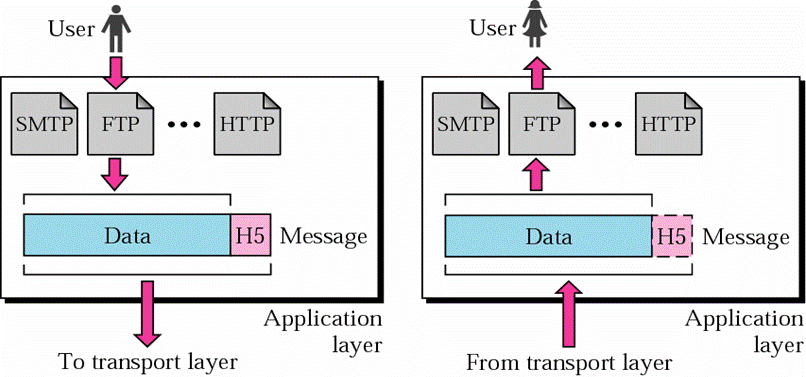 User
SMTP
FTP
•••
HTTP
Data
H5
Message
Application
layer
To transport layer
User
SMTP
FTP
•••
HTTP
Data
H5
Message
Application
layer
From transport layer